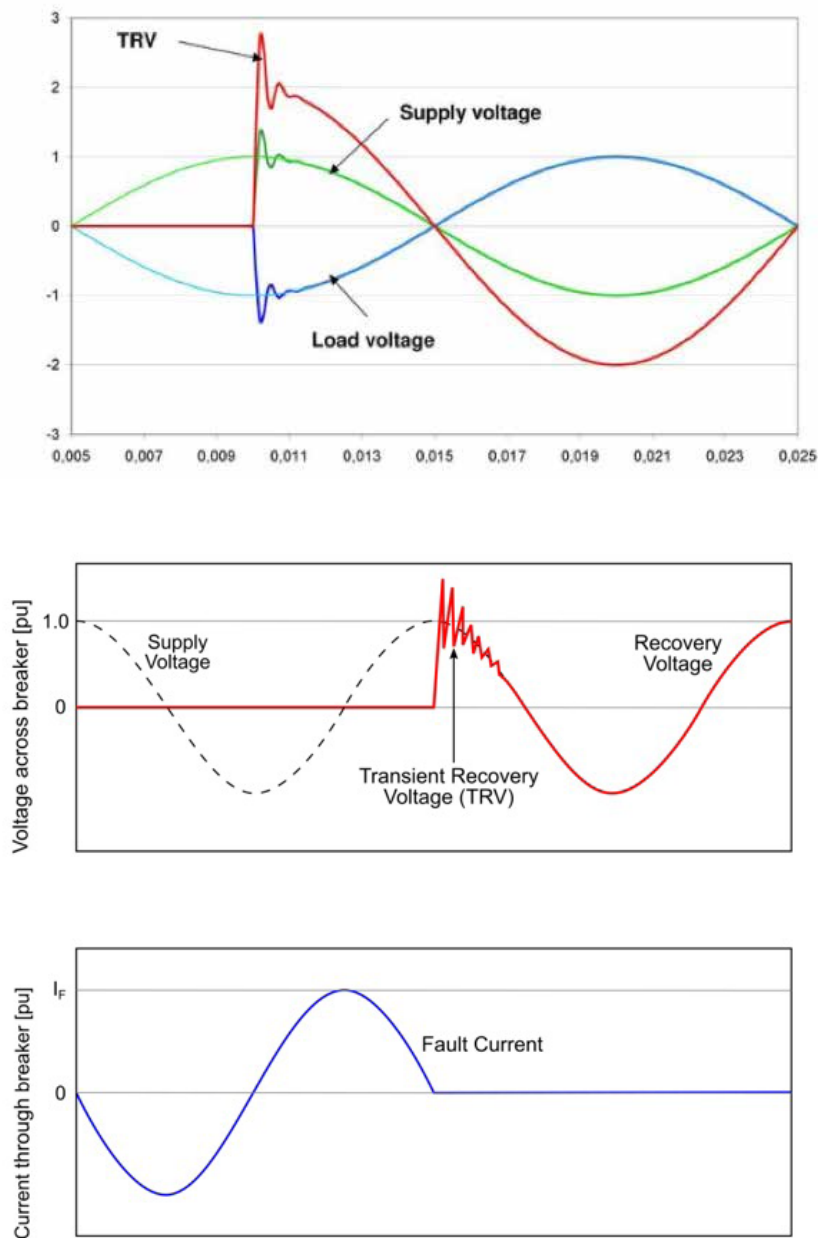 3
TRV
2
Supply voltage
1
0
-1
Load voltage
-2
-3
0,005 0,007 0,009 0,011 0,013 0,015 0,017 0,019 0,021 0,023 0,025
Voltage across breaker [pu]
1.0
Supply
Voltage
Recovery
Voltage
0
Transient Recovery
Voltage (TRV)
Current through breaker [pu]
I_F
Fault Current
0